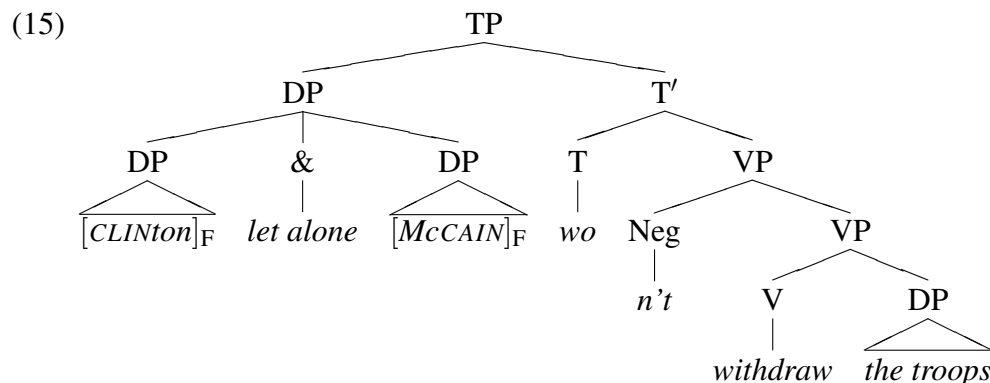 (15) TP
DP T′
DP & DP T VP
[CLINton]F let alone [McCAIN]F wo Neg VP
n't V DP
withdraw the troops